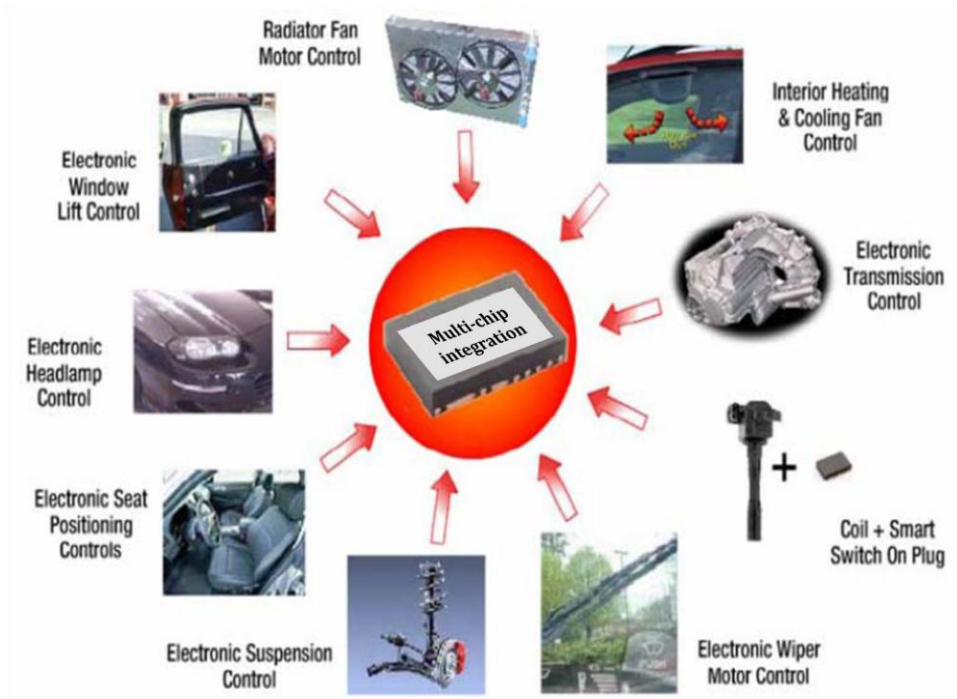 Radiator Fan
Motor Control
Interior Heating
& Cooling Fan
Control
Electronic
Window
Lift Control
Electronic
Transmission
Control
Multi-chip
integration
Electronic
Headlamp
Control
Electronic Seat
Positioning
Controls
+
Coil + Smart
Switch On Plug
Electronic Suspension
Control
PUSH
Electronic Wiper
Motor Control